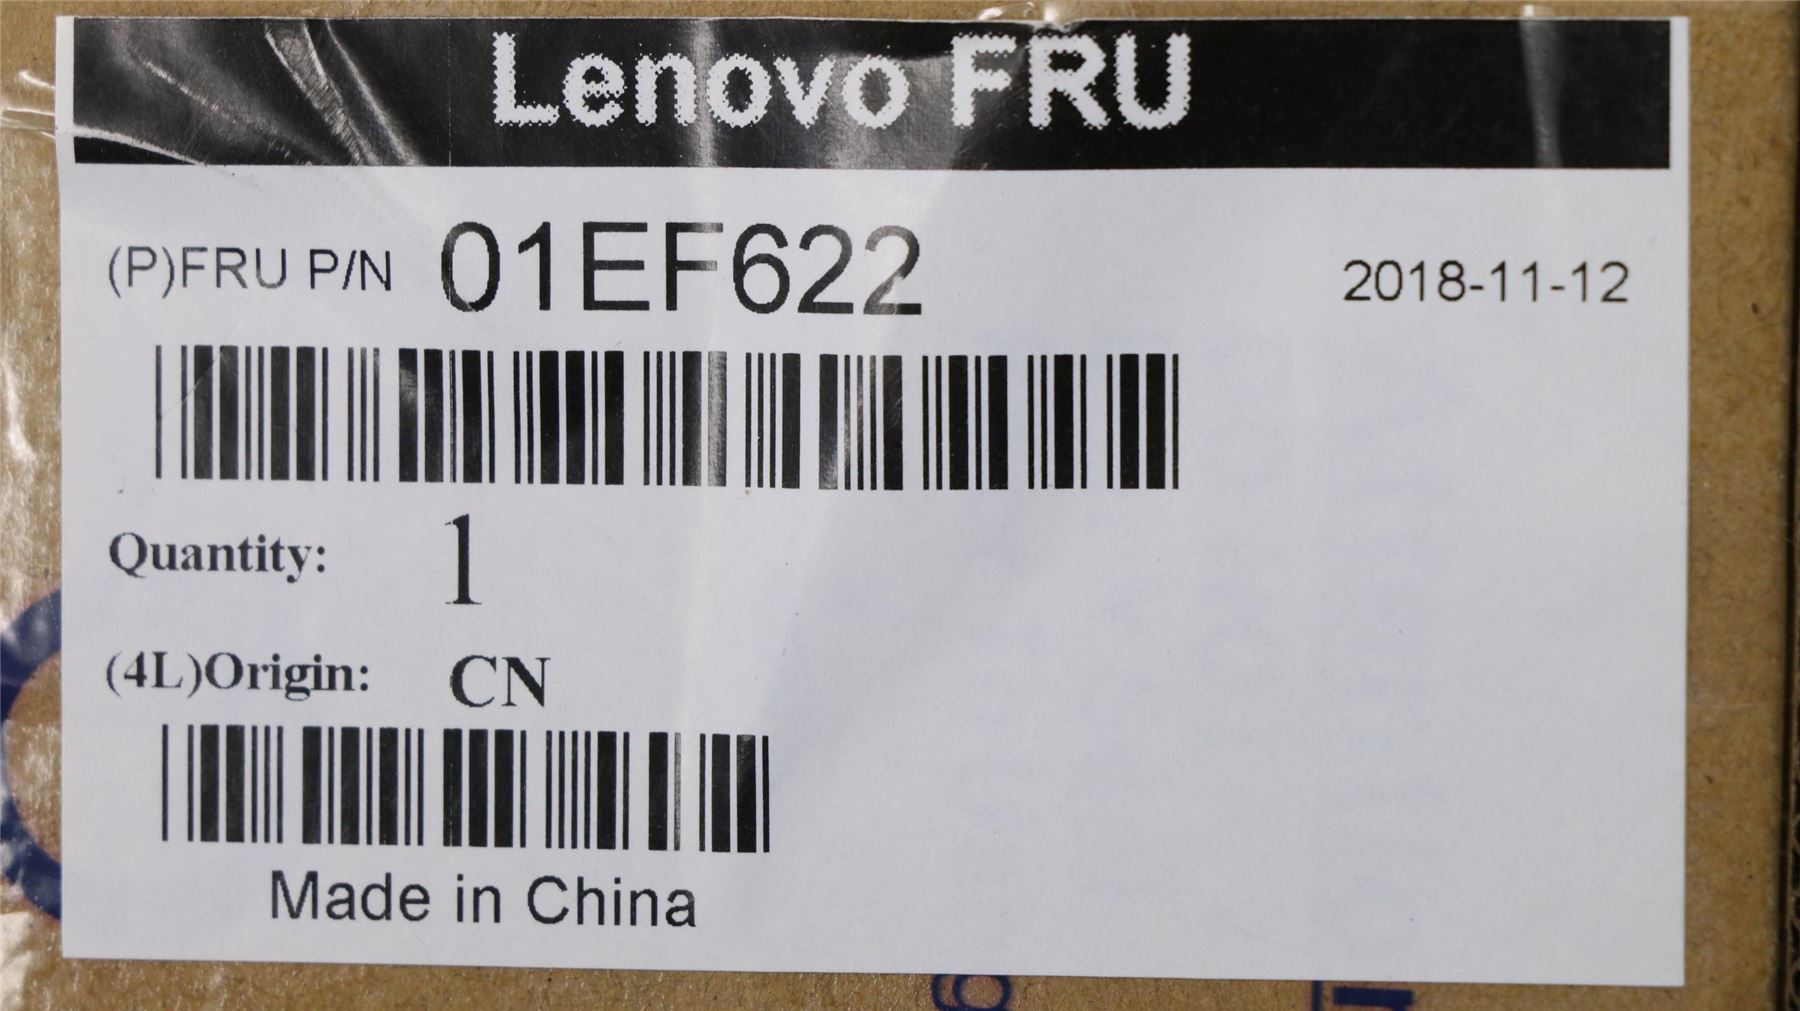 Lenovo FRU
(P)FRU P/N 01EF622 2018-11-12
Quantity: 1
(4L)Origin: CN
Made in China